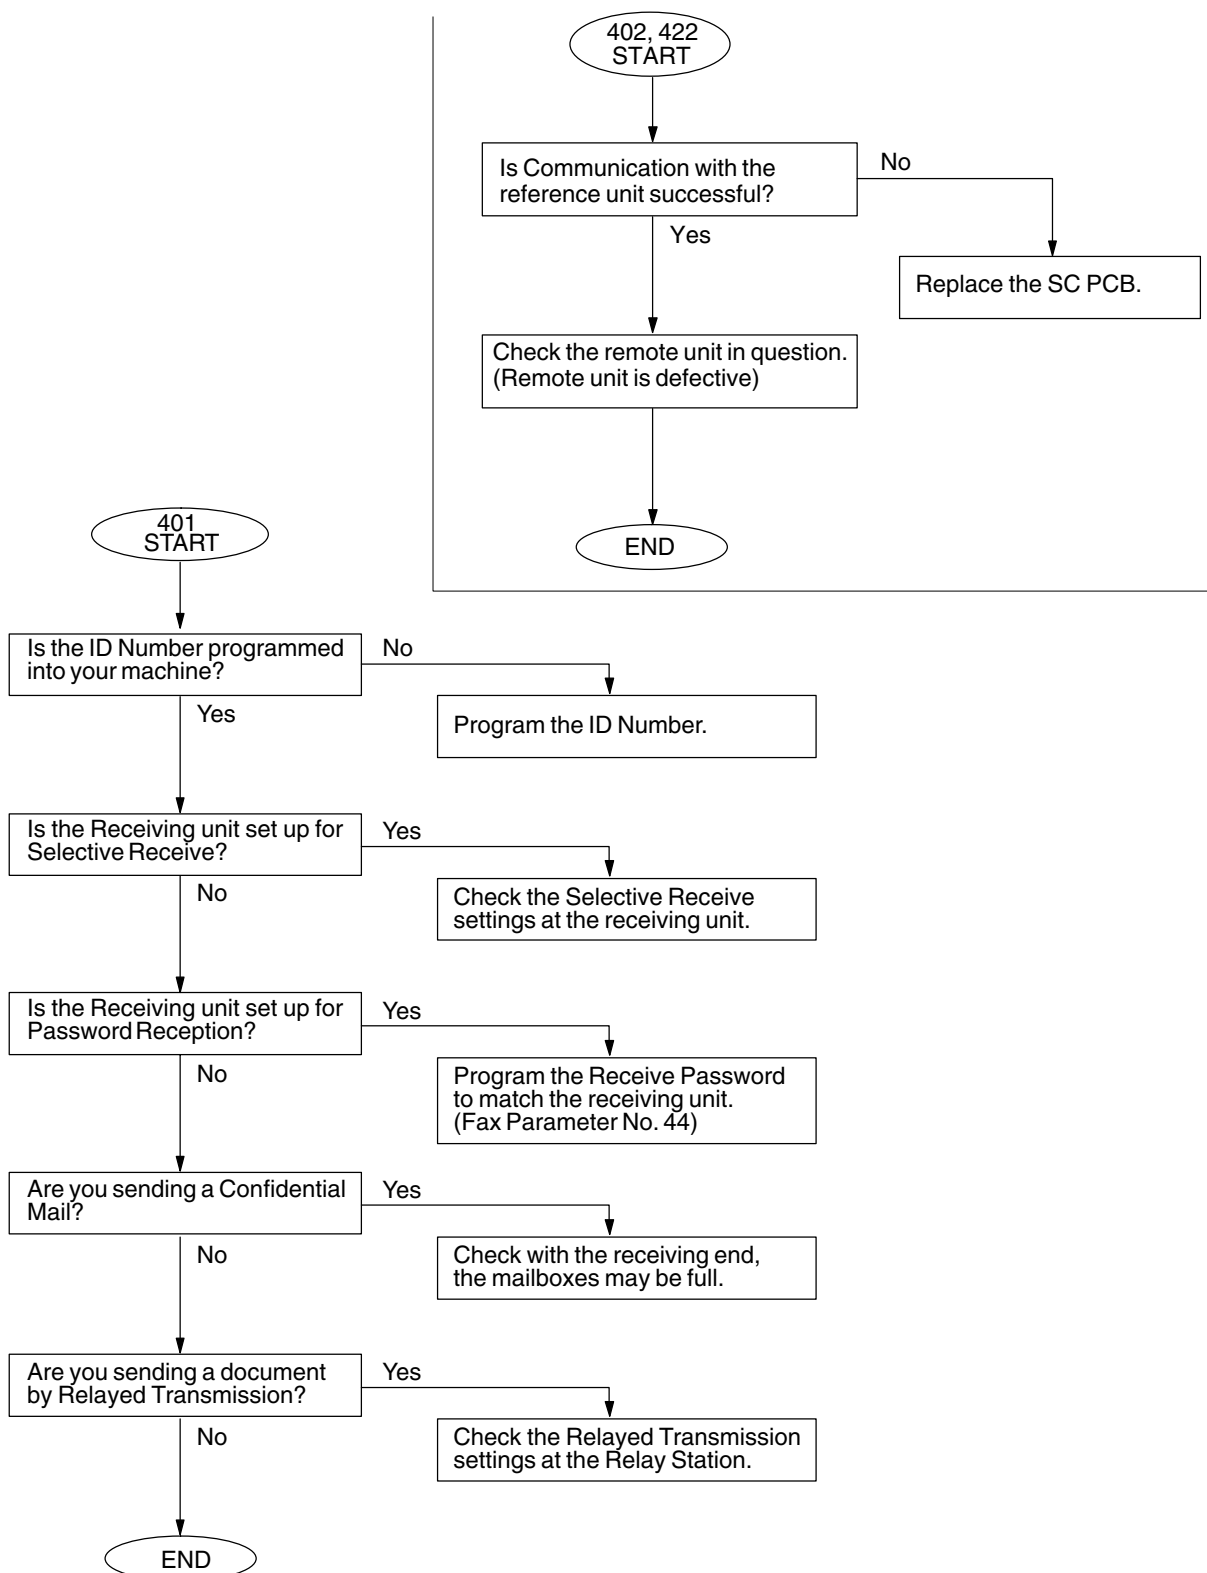 402, 422
START
Is Communication with the
reference unit successful?
No
Yes
Replace the SC PCB.
Check the remote unit in question.
(Remote unit is defective)
END
401
START
Is the ID Number programmed
into your machine?
No
Yes
Program the ID Number.
Is the Receiving unit set up for
Selective Receive?
Yes
No
Check the Selective Receive
settings at the receiving unit.
Is the Receiving unit set up for
Password Reception?
Yes
No
Program the Receive Password
to match the receiving unit.
(Fax Parameter No. 44)
Are you sending a Confidential
Mail?
Yes
No
Check with the receiving end,
the mailboxes may be full.
Are you sending a document
by Relayed Transmission?
Yes
No
Check the Relayed Transmission
settings at the Relay Station.
END